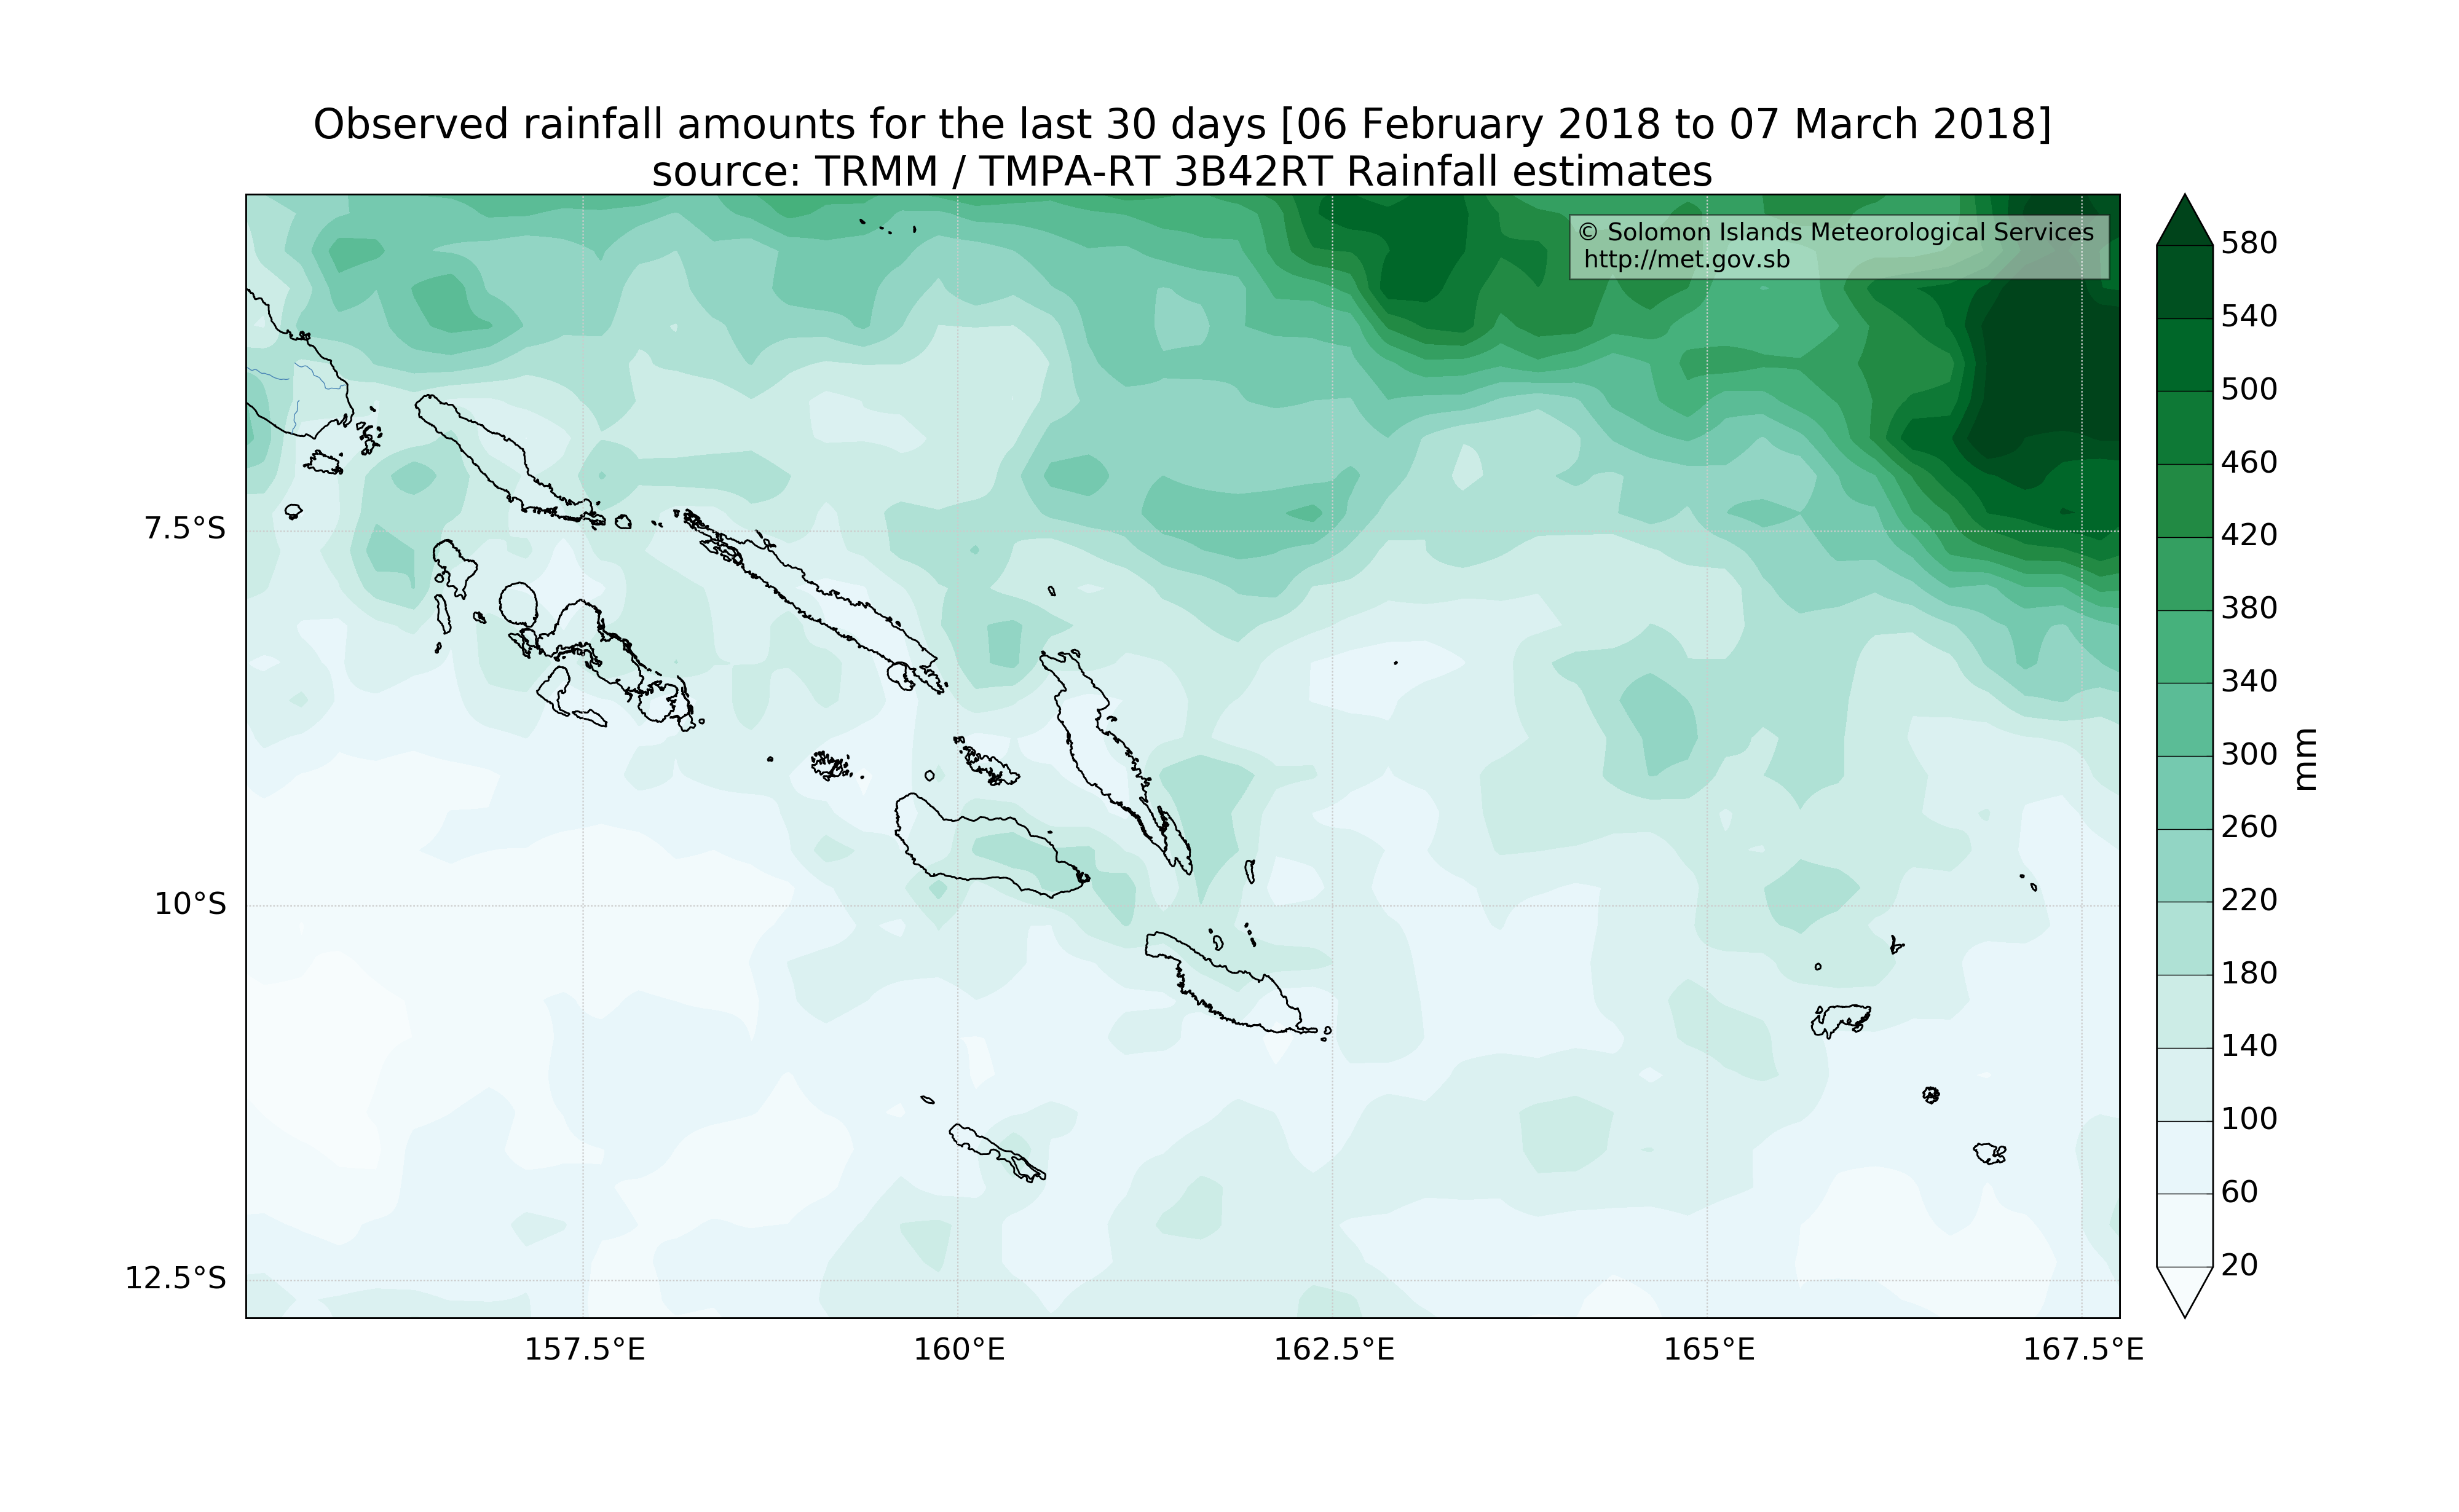 Observed rainfall amounts for the last 30 days [06 February 2018 to 07 March 2018]
source: TRMM / TMPA-RT 3B42RT Rainfall estimates
© Solomon Islands Meteorological Services
http://met.gov.sb
7.5°S
10°S
12.5°S
157.5°E
160°E
162.5°E
165°E
167.5°E
580
540
500
460
420
380
340
300
260
220
180
140
100
60
20
mm